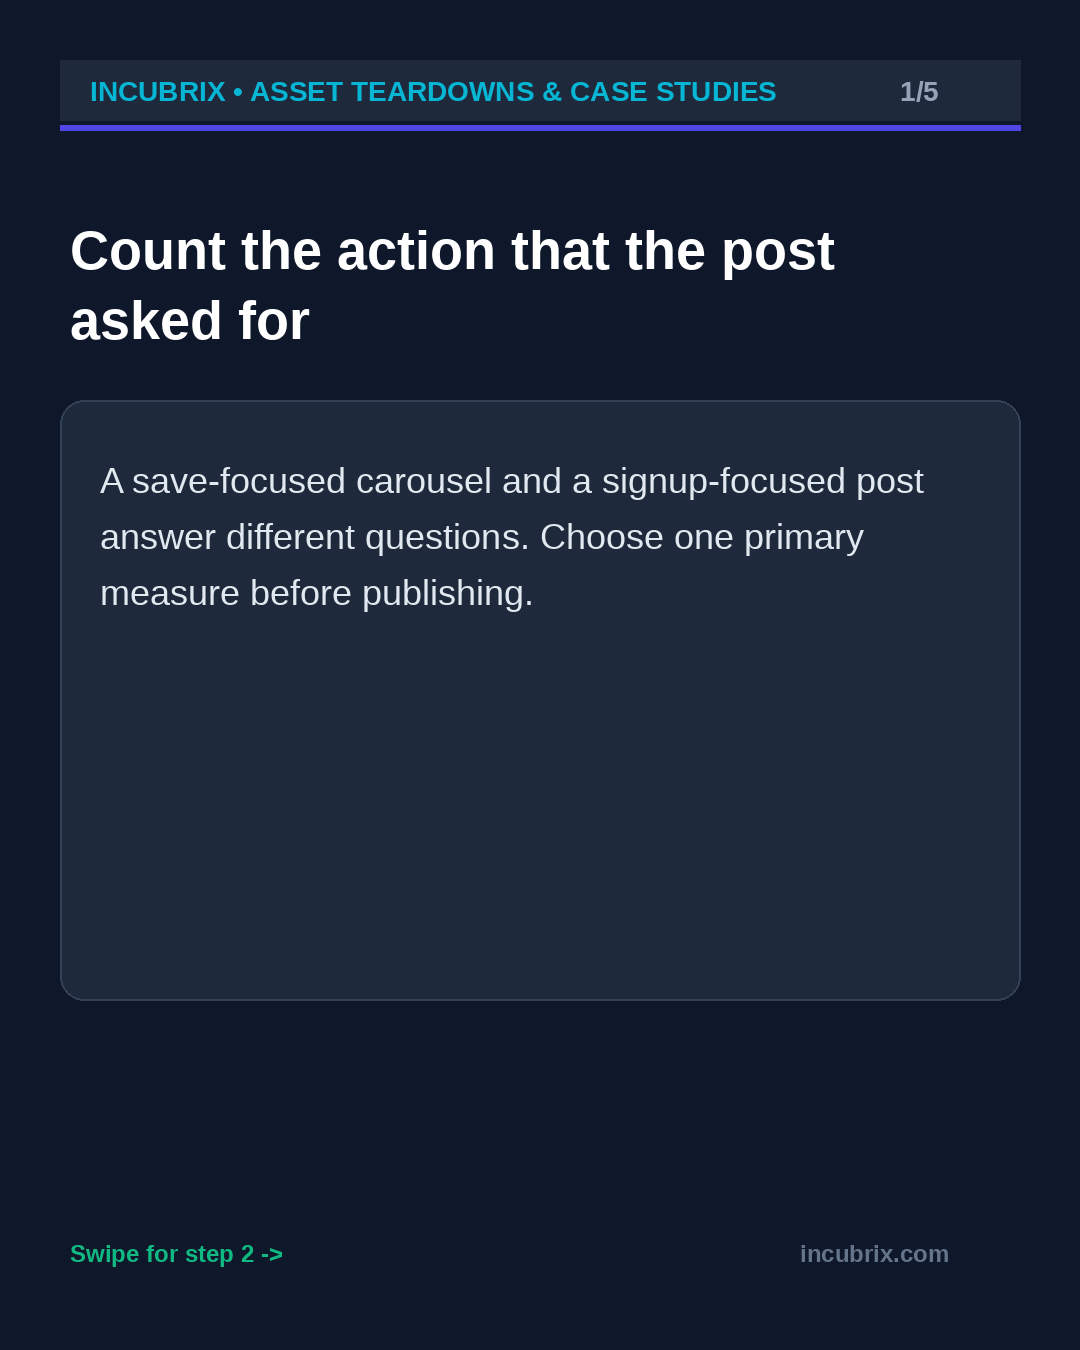 INCUBRIX • ASSET TEARDOWNS & CASE STUDIES 1/5
Count the action that the post
asked for
A save-focused carousel and a signup-focused post
answer different questions. Choose one primary
measure before publishing.
Swipe for step 2 -> incubrix.com